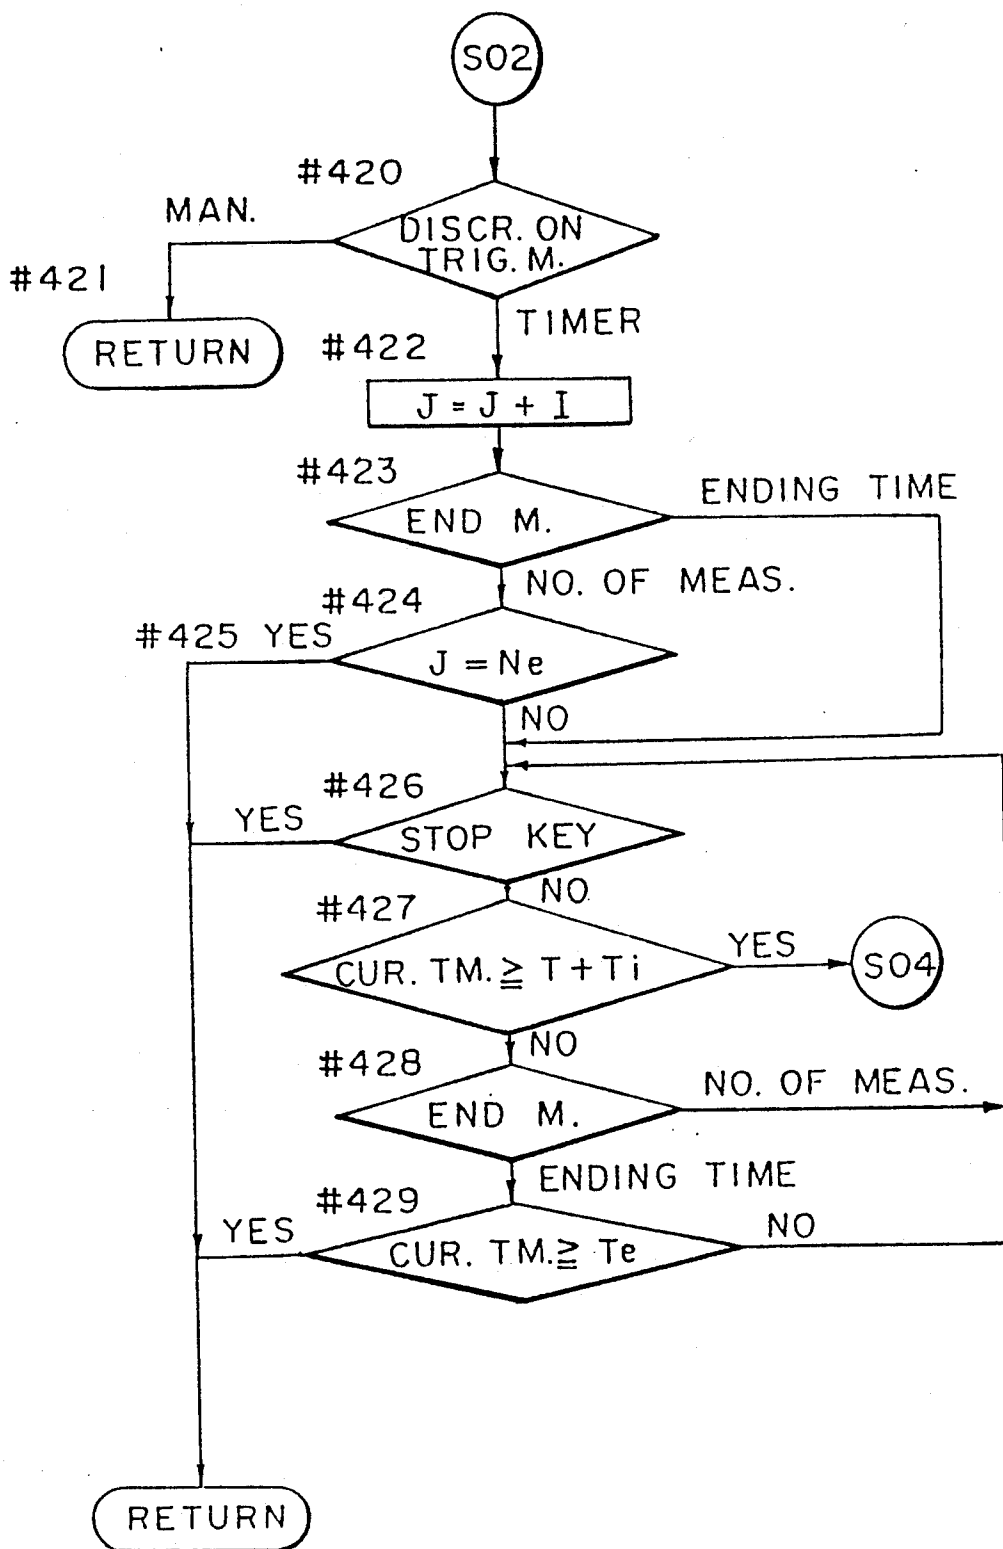 S02
#420
MAN.
DISCR. ON
TRIG. M.
#421
RETURN
TIMER
#422
J = J + I
#423
ENDING TIME
END M.
NO. OF MEAS.
#424
#425 YES
J = Ne
NO
#426
YES
STOP KEY
NO
#427
YES
CUR. TM. ≧ T + Ti
S04
NO
#428
NO. OF MEAS.
END M.
ENDING TIME
#429
YES
NO
CUR. TM. ≧ Te
RETURN